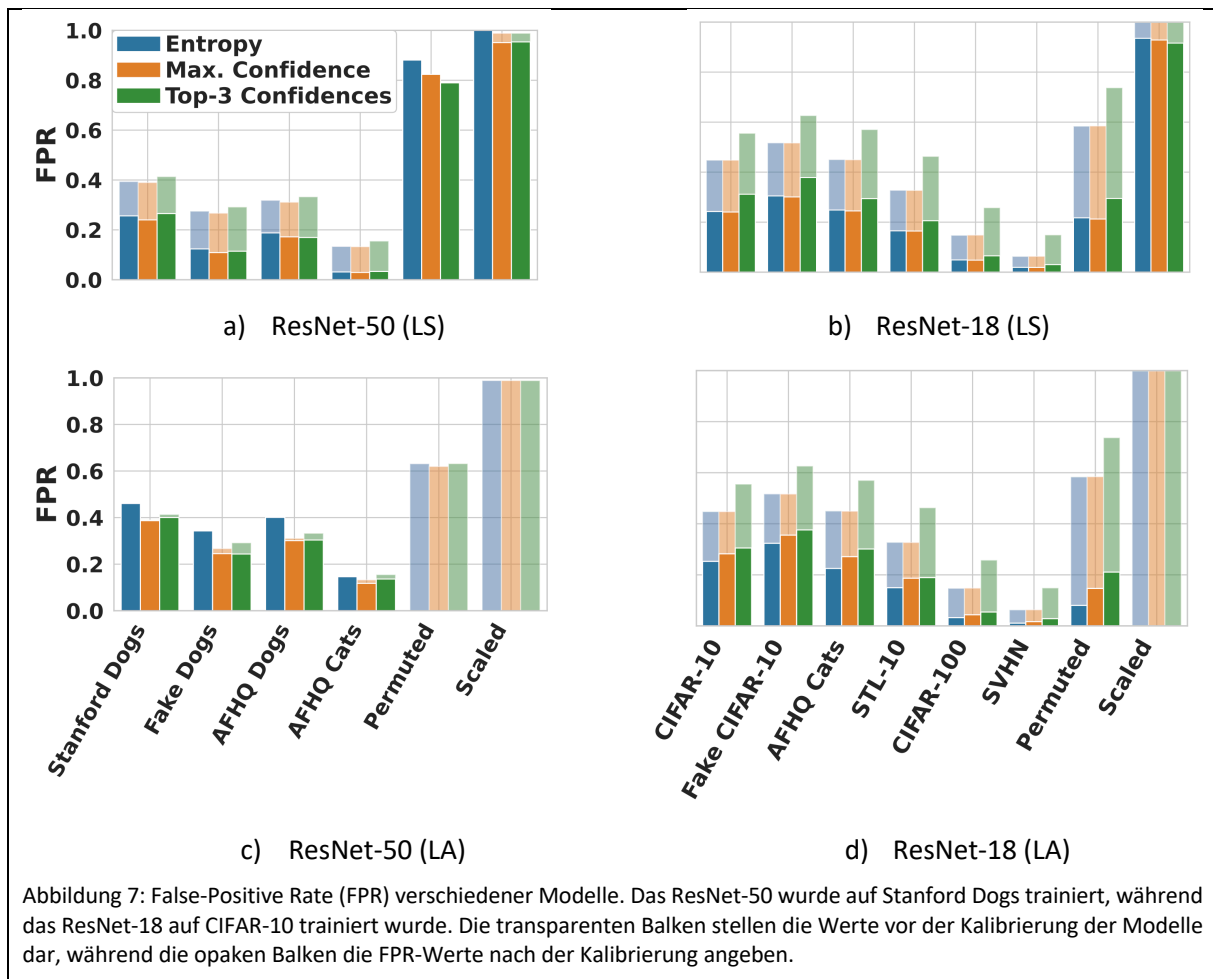 1.0
Entropy
Max. Confidence
0.8
Top-3 Confidences
0.6
FPR
0.4
0.2
0.0
a) ResNet-50 (LS)
b) ResNet-18 (LS)
1.0
0.8
0.6
FPR
0.4
0.2
0.0
Stanford Dogs
Fake Dogs
AFHQ Dogs
AFHQ Cats
Permuted
Scaled
CIFAR-10
Fake CIFAR-10
AFHQ Cats
STL-10
CIFAR-100
SVHN
Permuted
Scaled
c) ResNet-50 (LA)
d) ResNet-18 (LA)
Abbildung 7: False-Positive Rate (FPR) verschiedener Modelle. Das ResNet-50 wurde auf Stanford Dogs trainiert, während
das ResNet-18 auf CIFAR-10 trainiert wurde. Die transparenten Balken stellen die Werte vor der Kalibrierung der Modelle
dar, während die opaken Balken die FPR-Werte nach der Kalibrierung angeben.